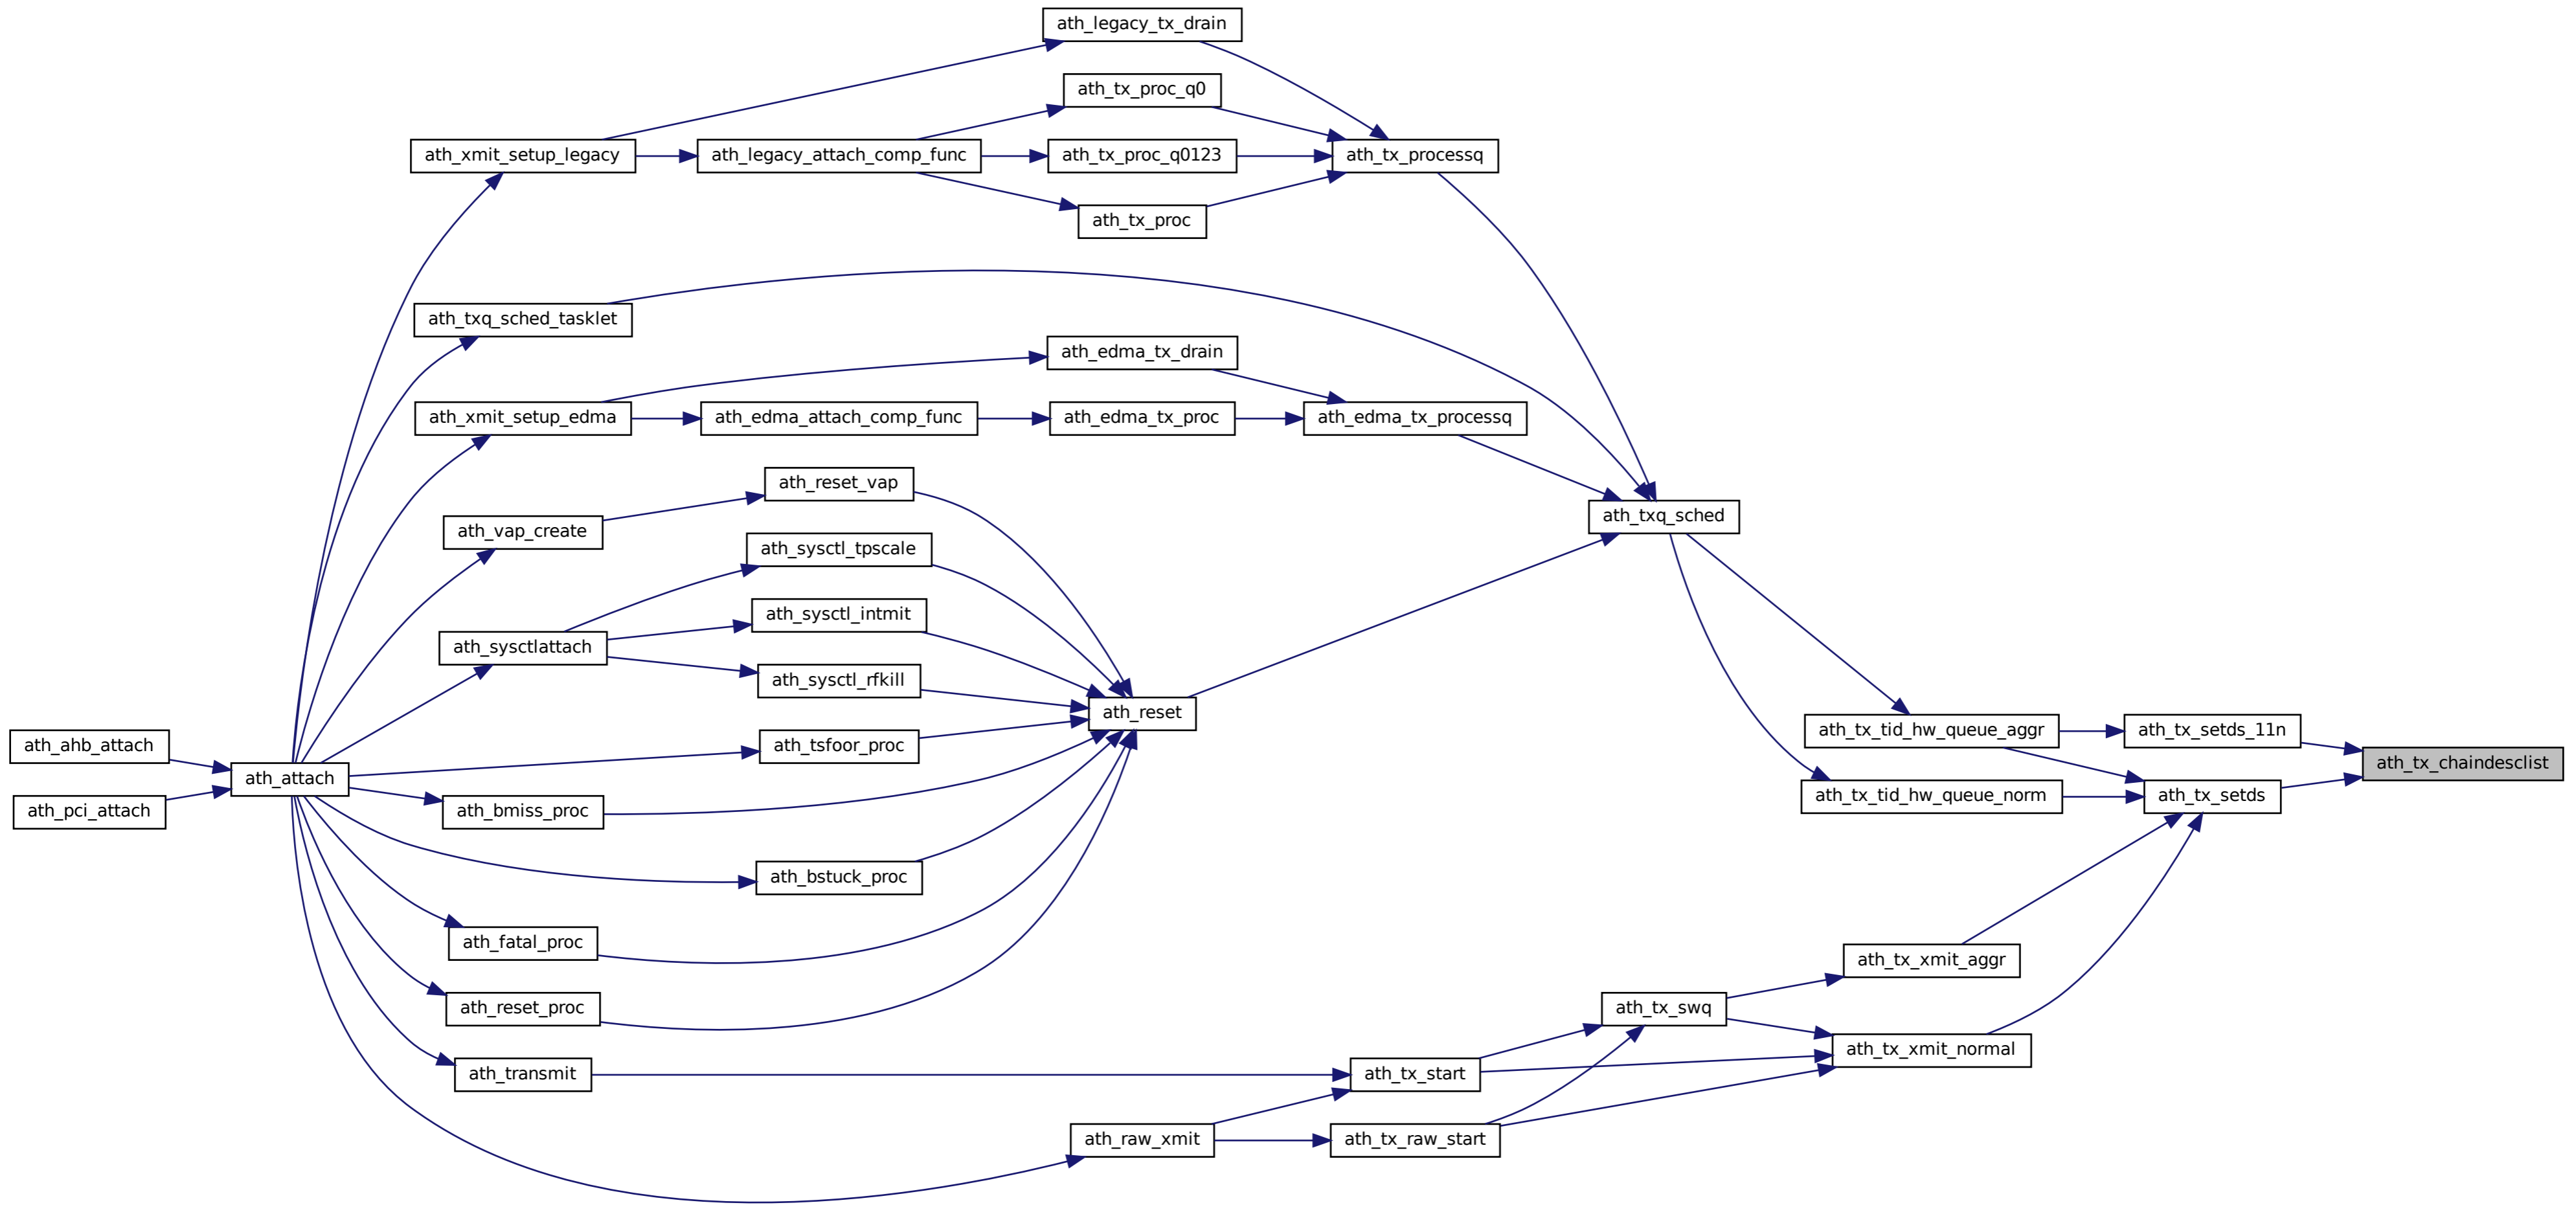 ath_legacy_tx_drain
ath_tx_proc_q0
ath_xmit_setup_legacy
ath_legacy_attach_comp_func
ath_tx_proc_q0123
ath_tx_processq
ath_tx_proc
ath_txq_sched_tasklet
ath_edma_tx_drain
ath_xmit_setup_edma
ath_edma_attach_comp_func
ath_edma_tx_proc
ath_edma_tx_processq
ath_reset_vap
ath_txq_sched
ath_vap_create
ath_sysctl_tpscale
ath_sysctl_intmit
ath_sysctlattach
ath_sysctl_rfkill
ath_reset
ath_tx_tid_hw_queue_aggr
ath_tx_setds_11n
ath_ahb_attach
ath_tsfoor_proc
ath_tx_chaindesclist
ath_attach
ath_tx_tid_hw_queue_norm
ath_tx_setds
ath_pci_attach
ath_bmiss_proc
ath_bstuck_proc
ath_fatal_proc
ath_tx_xmit_aggr
ath_reset_proc
ath_tx_swq
ath_tx_xmit_normal
ath_transmit
ath_tx_start
ath_raw_xmit
ath_tx_raw_start